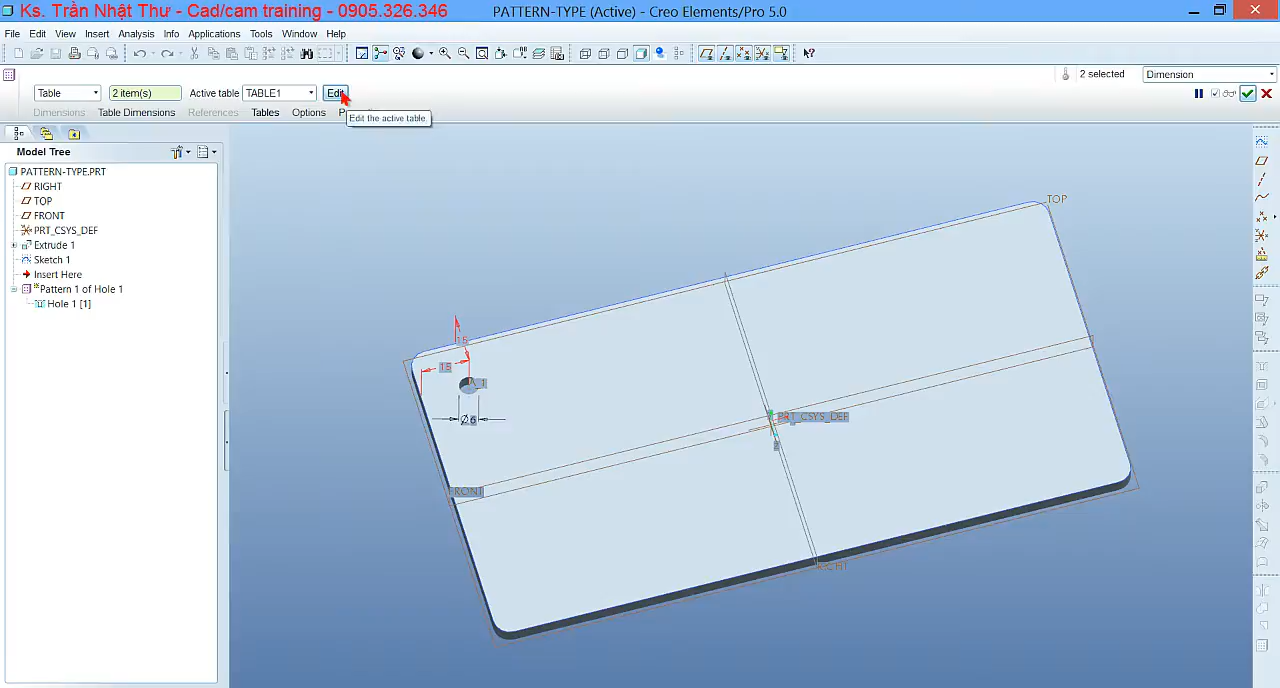 Ks. Trần Nhật Thư - Cad/cam training - 0905.326.346
PATTERN-TYPE (Active) - Creo Elements/Pro 5.0
File Edit View Insert Analysis Info Applications Tools Window Help
2 selected
Dimension
Table
2 item(s)
Active table
TABLE1
Edit
Dimensions Table Dimensions References Tables Options
Edit the active table.
Model Tree
PATTERN-TYPE.PRT
RIGHT
TOP
FRONT
PRT_CSYS_DEF
Extrude 1
Sketch 1
Insert Here
Pattern 1 of Hole 1
Hole 1 [1]
TOP
15
15
1
Ø6
PRT_CSYS_DEF
FRONT